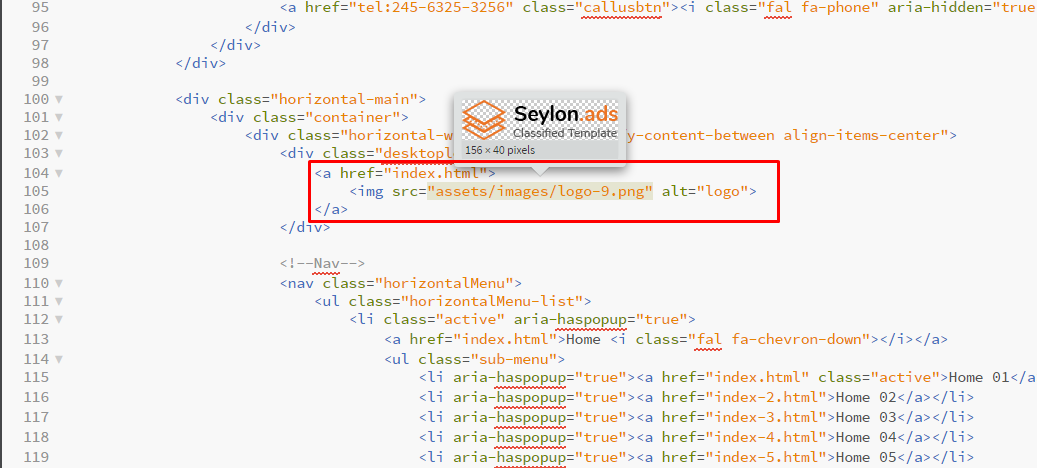 95 <a href="tel:245-6325-3256" class="callusbtn"><i class="fal fa-phone" aria-hidden="true
96 </div>
97 </div>
98 </div>
99
100 <div class="horizontal-main">
101 <div class="container">
102 <div class="horizontal-w y-content-between align-items-center">
Seylon.ads
Classified Template
156 × 40 pixels
103 <div class="desktopl
104 <a href="index.html">
105 <img src="assets/images/logo-9.png" alt="logo">
106 </a>
107 </div>
108
109 <!--Nav-->
110 <nav class="horizontalMenu">
111 <ul class="horizontalMenu-list">
112 <li class="active" aria-haspopup="true">
113 <a href="index.html">Home <i class="fal fa-chevron-down"></i></a>
114 <ul class="sub-menu">
115 <li aria-haspopup="true"><a href="index.html" class="active">Home 01</a
116 <li aria-haspopup="true"><a href="index-2.html">Home 02</a></li>
117 <li aria-haspopup="true"><a href="index-3.html">Home 03</a></li>
118 <li aria-haspopup="true"><a href="index-4.html">Home 04</a></li>
119 <li aria-haspopup="true"><a href="index-5.html">Home 05</a></li>